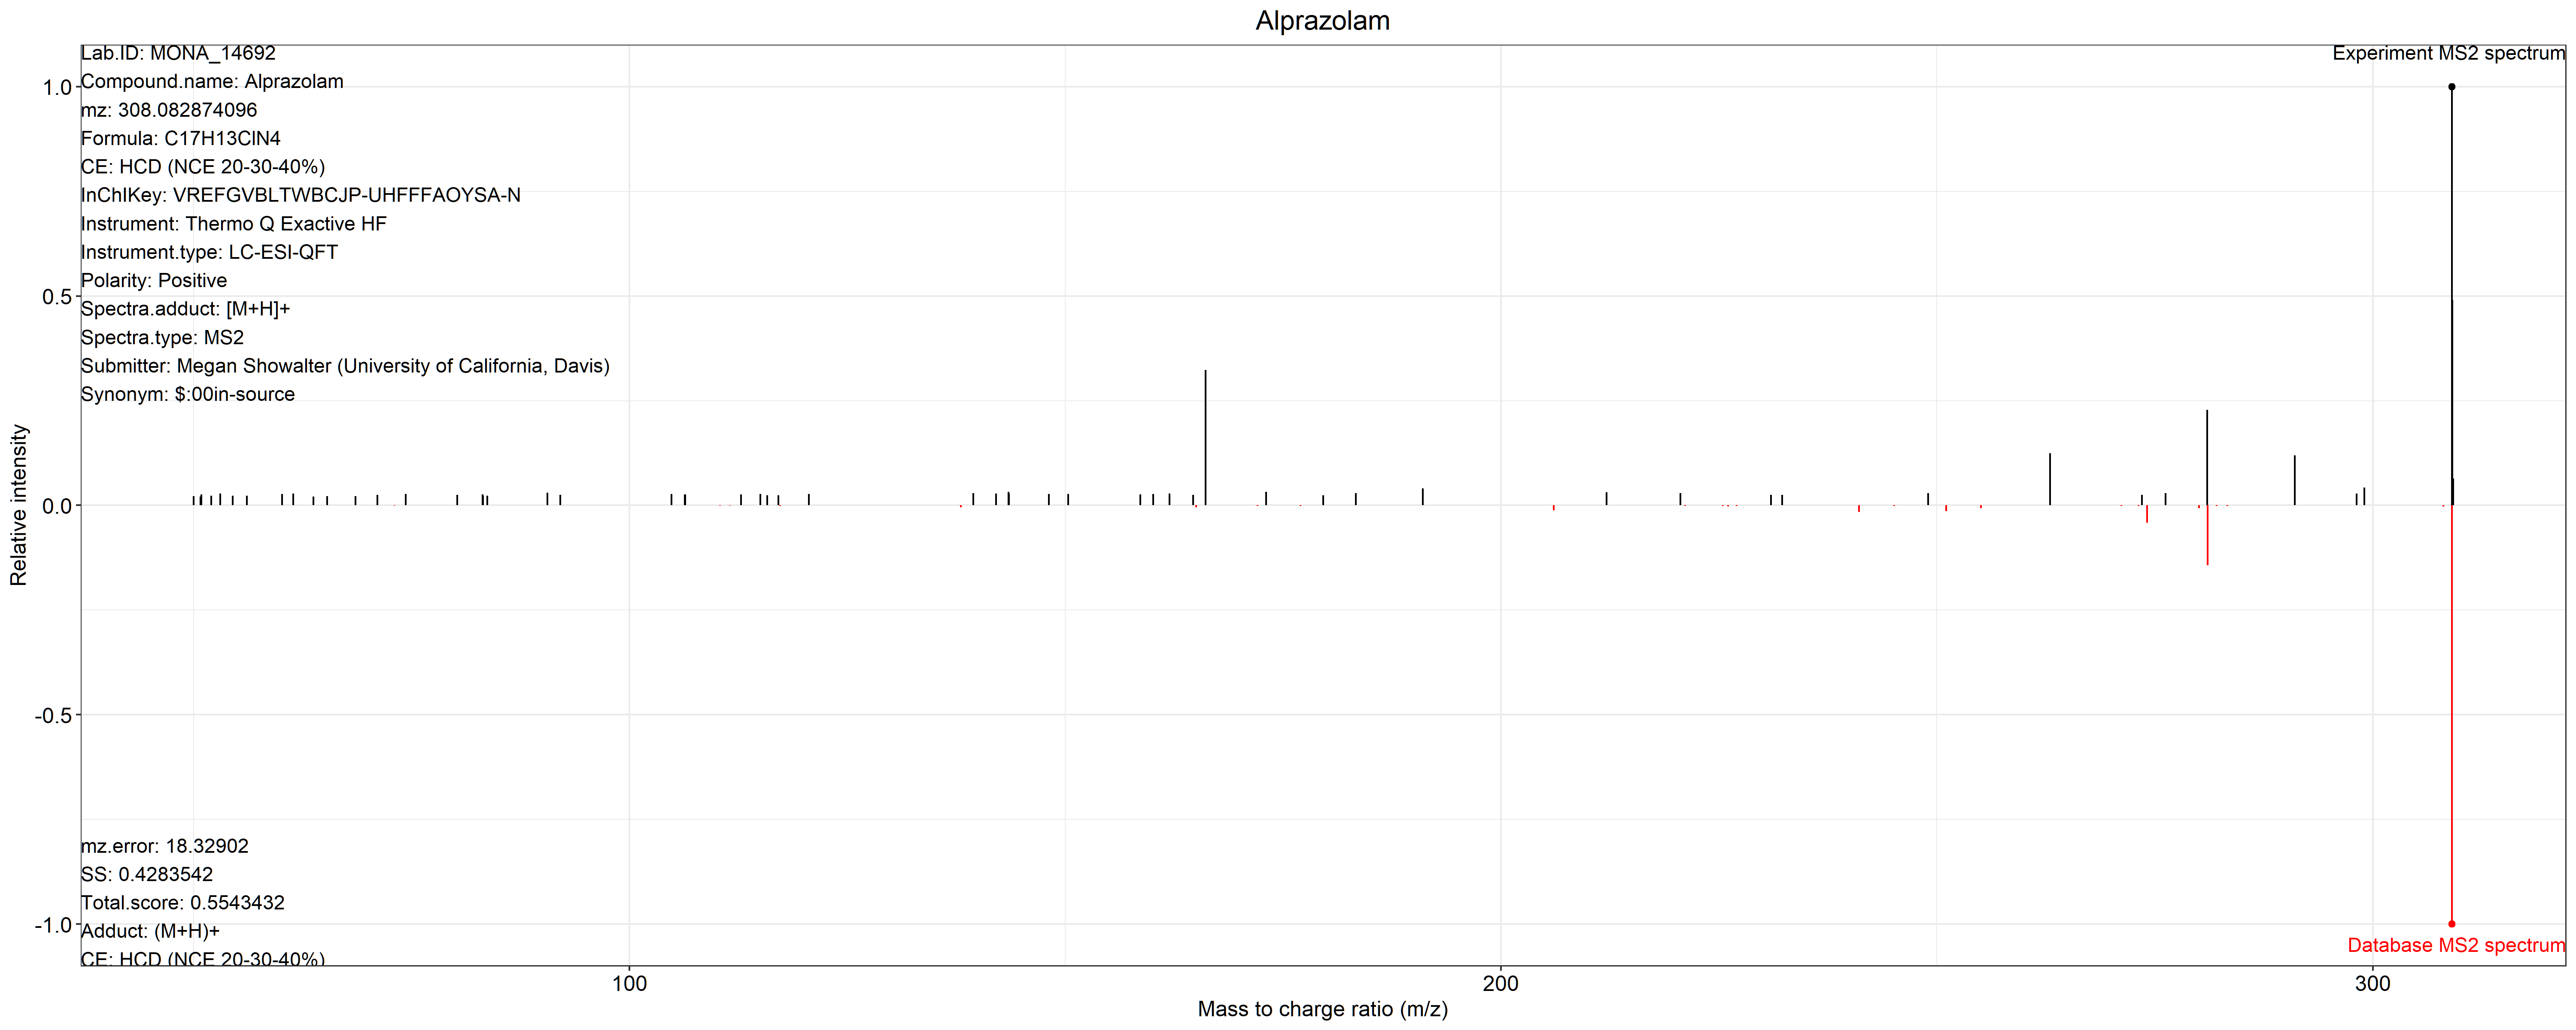 Alprazolam
Lab.ID: MONA_14692
Compound.name: Alprazolam
mz: 308.082874096
Formula: C17H13ClN4
CE: HCD (NCE 20-30-40%)
InChIKey: VREFGVBLTWBCJP-UHFFFAOYSA-N
Instrument: Thermo Q Exactive HF
Instrument.type: LC-ESI-QFT
Polarity: Positive
Spectra.adduct: [M+H]+
Spectra.type: MS2
Submitter: Megan Showalter (University of California, Davis)
Synonym: $:00in-source
Experiment MS2 spectrum
1.0
0.5
0.0
-0.5
-1.0
Relative intensity
mz.error: 18.32902
SS: 0.4283542
Total.score: 0.5543432
Adduct: (M+H)+
CE: HCD (NCE 20-30-40%)
Database MS2 spectrum
100
200
300
Mass to charge ratio (m/z)